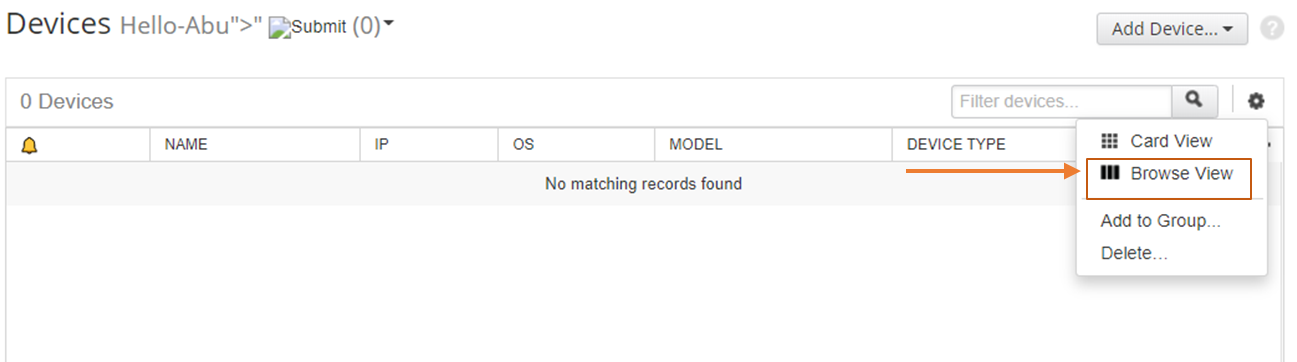 Devices Hello-Abu">" Submit (0)
Add Device...
?
0 Devices
Filter devices...
NAME IP OS MODEL DEVICE TYPE
No matching records found
Card View
Browse View
Add to Group...
Delete...